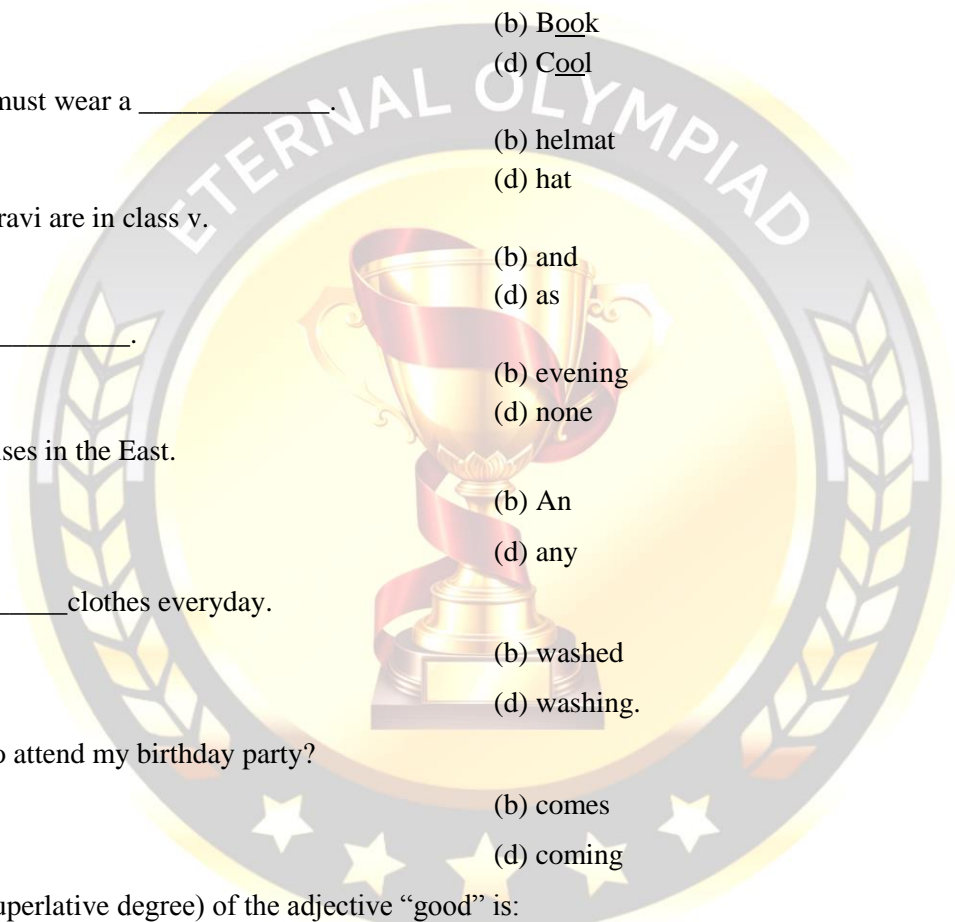 (b) Book
(d) Cool
must wear a _____________.
(b) helmat
(d) hat
ravi are in class v.
(b) and
(d) as
_________.
(b) evening
(d) none
ses in the East.
(b) An
(d) any
_____clothes everyday.
(b) washed
(d) washing.
o attend my birthday party?
(b) comes
(d) coming
uperlative degree) of the adjective “good” is:
ETERNAL OLYMPIAD